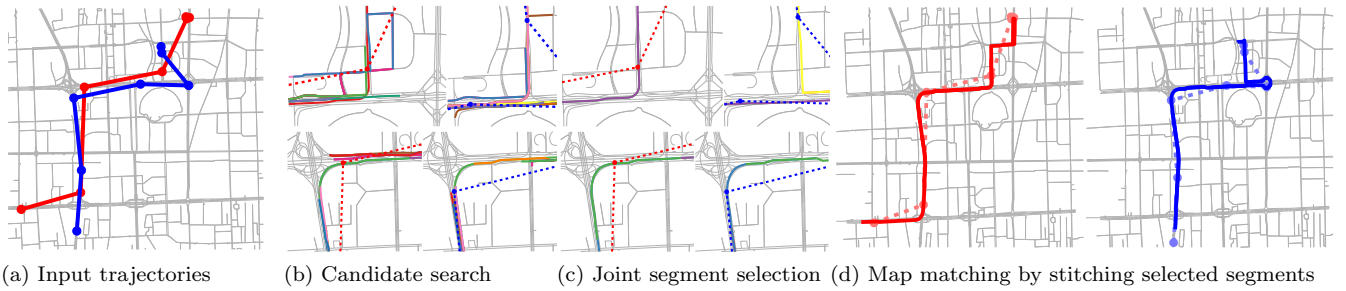 (a) Input trajectories (b) Candidate search (c) Joint segment selection (d) Map matching by stitching selected segments